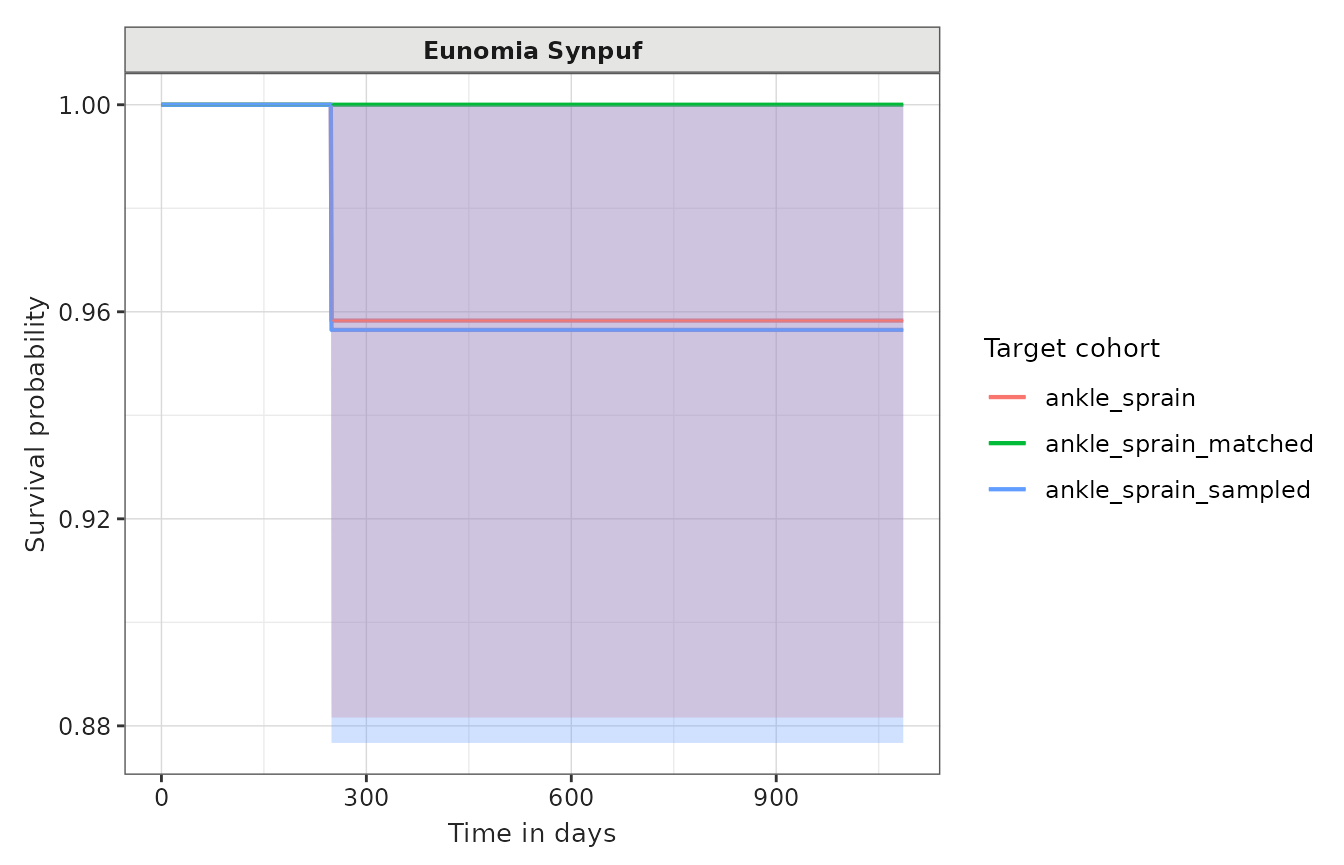 Eunomia Synpuf
Survival probability
1.00
0.96
0.92
0.88
0
300
600
900
Time in days
Target cohort
ankle_sprain
ankle_sprain_matched
ankle_sprain_sampled